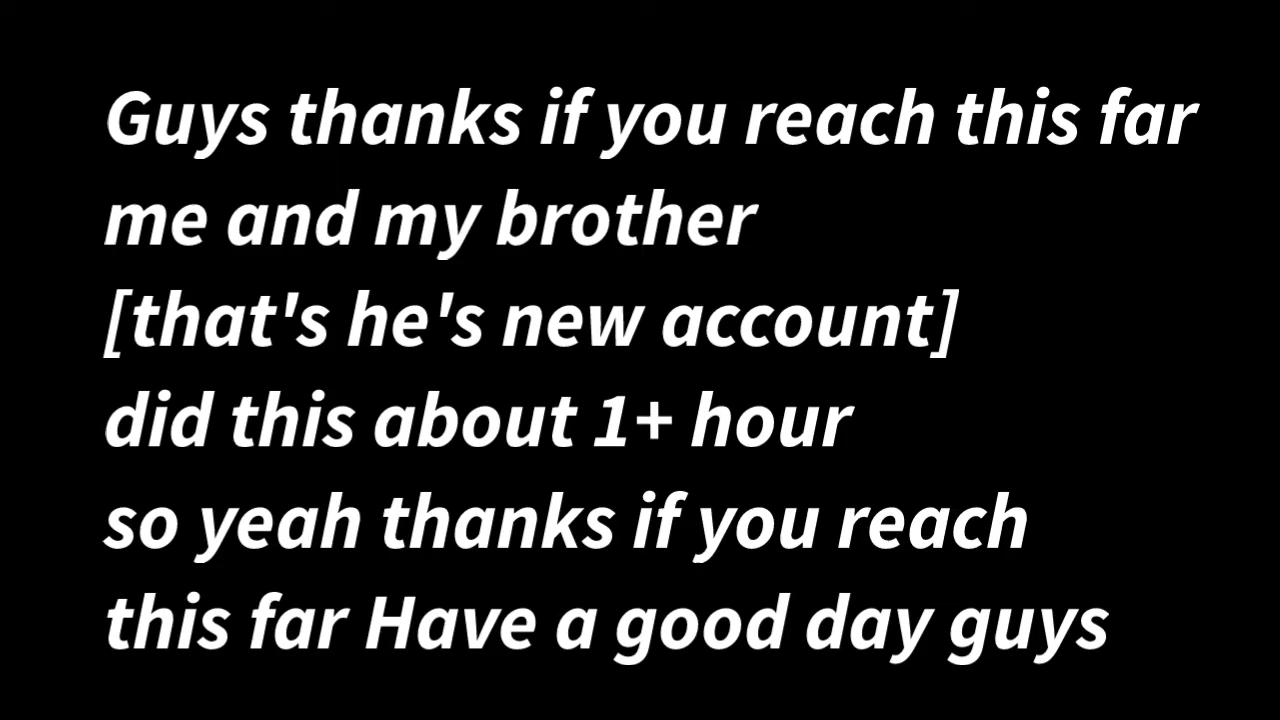 Guys thanks if you reach this far
me and my brother
[that's he's new account]
did this about 1+ hour
so yeah thanks if you reach
this far Have a good day guys